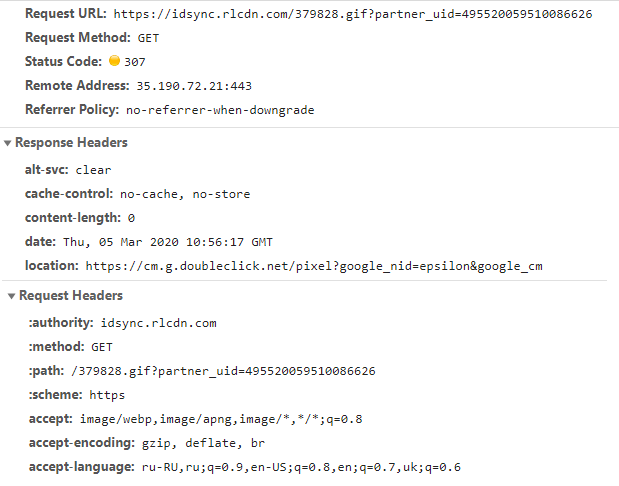 Request URL: https://idsync.rlcdn.com/379828.gif?partner_uid=495520059510086626
Request Method: GET
Status Code: 307
Remote Address: 35.190.72.21:443
Referrer Policy: no-referrer-when-downgrade
Response Headers
alt-svc: clear
cache-control: no-cache, no-store
content-length: 0
date: Thu, 05 Mar 2020 10:56:17 GMT
location: https://cm.g.doubleclick.net/pixel?google_nid=epsilon&google_cm
Request Headers
:authority: idsync.rlcdn.com
:method: GET
:path: /379828.gif?partner_uid=495520059510086626
:scheme: https
accept: image/webp,image/apng,image/*,*/*;q=0.8
accept-encoding: gzip, deflate, br
accept-language: ru-RU,ru;q=0.9,en-US;q=0.8,en;q=0.7,uk;q=0.6